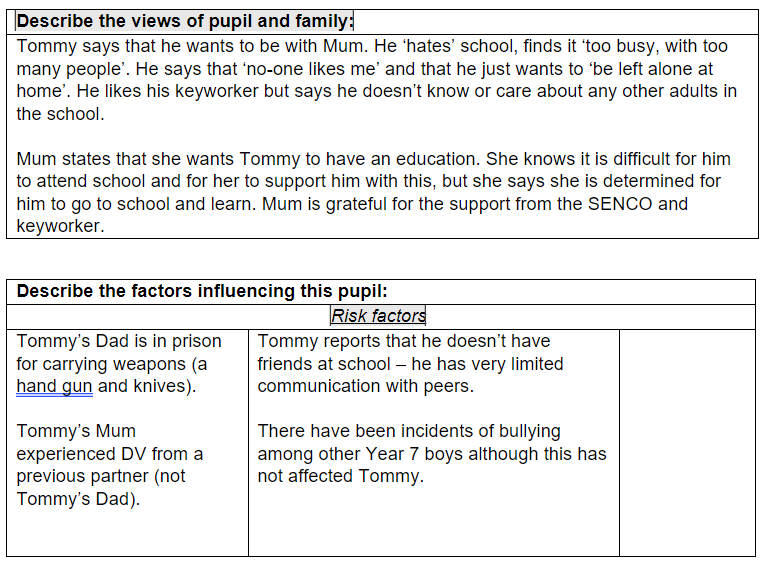 Describe the views of pupil and family:
Tommy says that he wants to be with Mum. He ‘hates’ school, finds it ‘too busy, with too
many people’. He says that ‘no-one likes me’ and that he just wants to ‘be left alone at
home’. He likes his keyworker but says he doesn’t know or care about any other adults in
the school.
Mum states that she wants Tommy to have an education. She knows it is difficult for him
to attend school and for her to support him with this, but she says she is determined for
him to go to school and learn. Mum is grateful for the support from the SENCO and
keyworker.
Describe the factors influencing this pupil:
Risk factors
Tommy’s Dad is in prison
for carrying weapons (a
hand gun and knives).
Tommy’s Mum
experienced DV from a
previous partner (not
Tommy’s Dad).
Tommy reports that he doesn’t have
friends at school – he has very limited
communication with peers.
There have been incidents of bullying
among other Year 7 boys although this has
not affected Tommy.